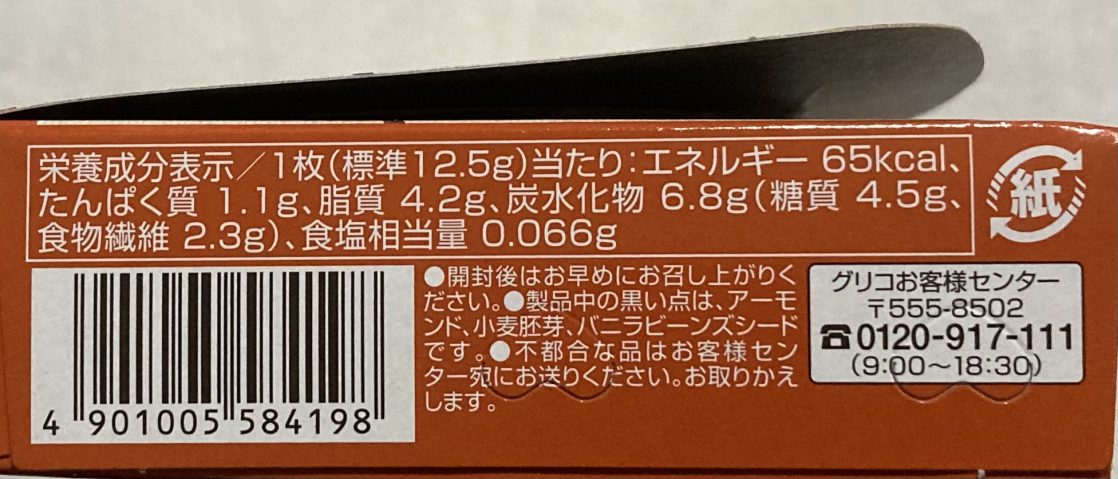 栄養成分表示/1枚(標準12.5g)当たり:エネルギー 65kcal、
たんぱく質 1.1g、脂質 4.2g、炭水化物 6.8g(糖質 4.5g、
食物繊維 2.3g)、食塩相当量 0.066g
紙
●開封後はお早めにお召し上がりく
ださい。●製品中の黒い点は、アーモ
ンド、小麦胚芽、バニラビーンズシード
です。●不都合な品はお客様セン
ター宛にお送りください。お取りかえ
します。
グリコお客様センター
〒555-8502
☎0120-917-111
(9:00〜18:30)
4 901005 584198